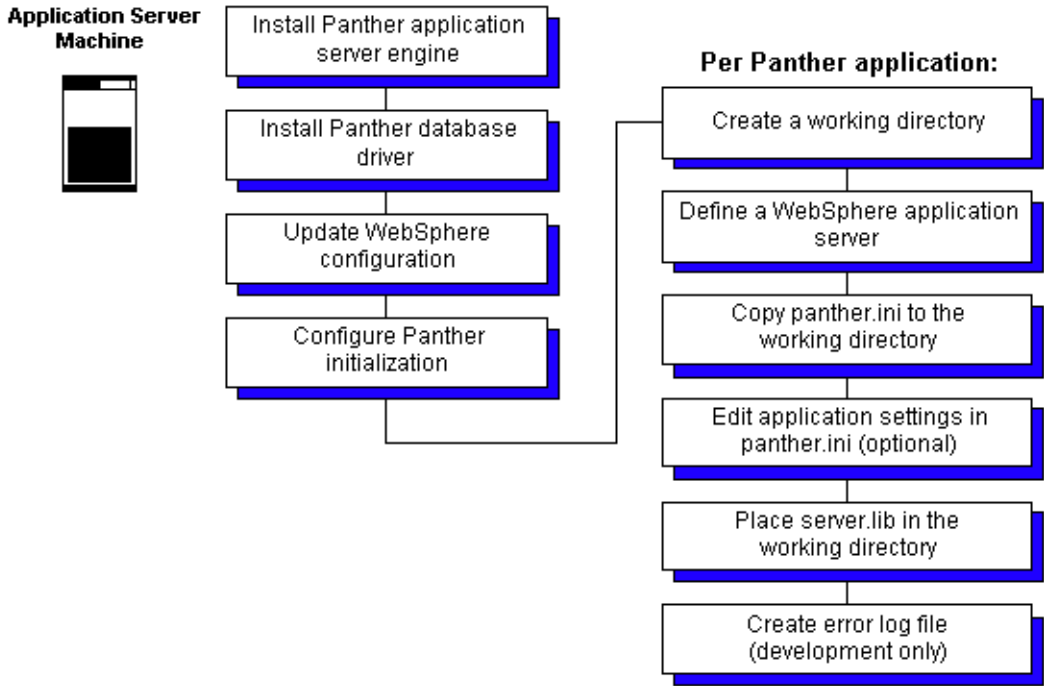 Application Server
Machine
Install Panther application
server engine
Install Panther database
driver
Update WebSphere
configuration
Configure Panther
initialization
Per Panther application:
Create a working directory
Define a WebSphere application
server
Copy panther.ini to the
working directory
Edit application settings in
panther.ini (optional)
Place server.lib in the
working directory
Create error log file
(development only)